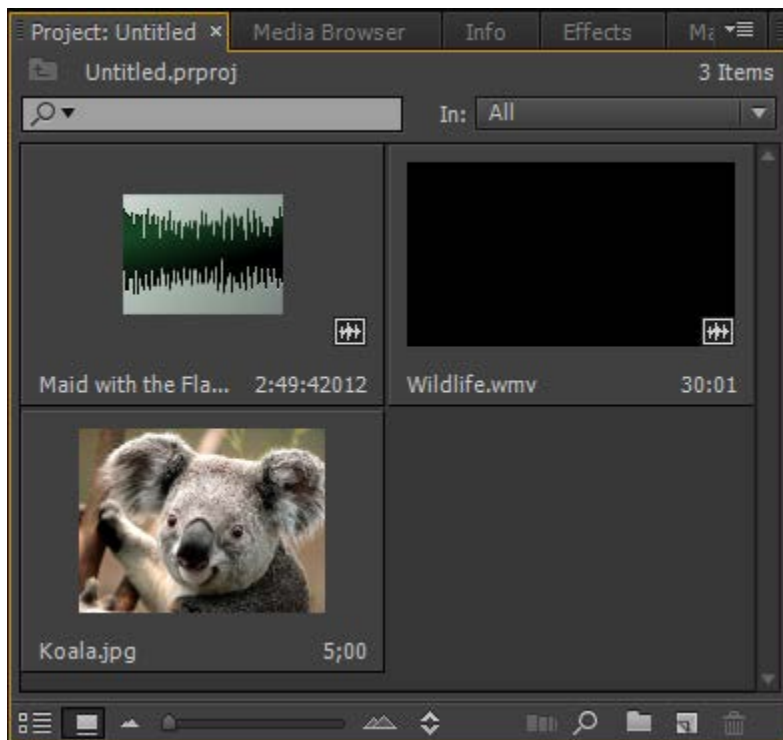 Project: Untitled × Media Browser Info Effects Ma
Untitled.prproj 3 Items
In: All
Maid with the Fla... 2:49:42012 Wildlife.wmv 30:01
Koala.jpg 5;00